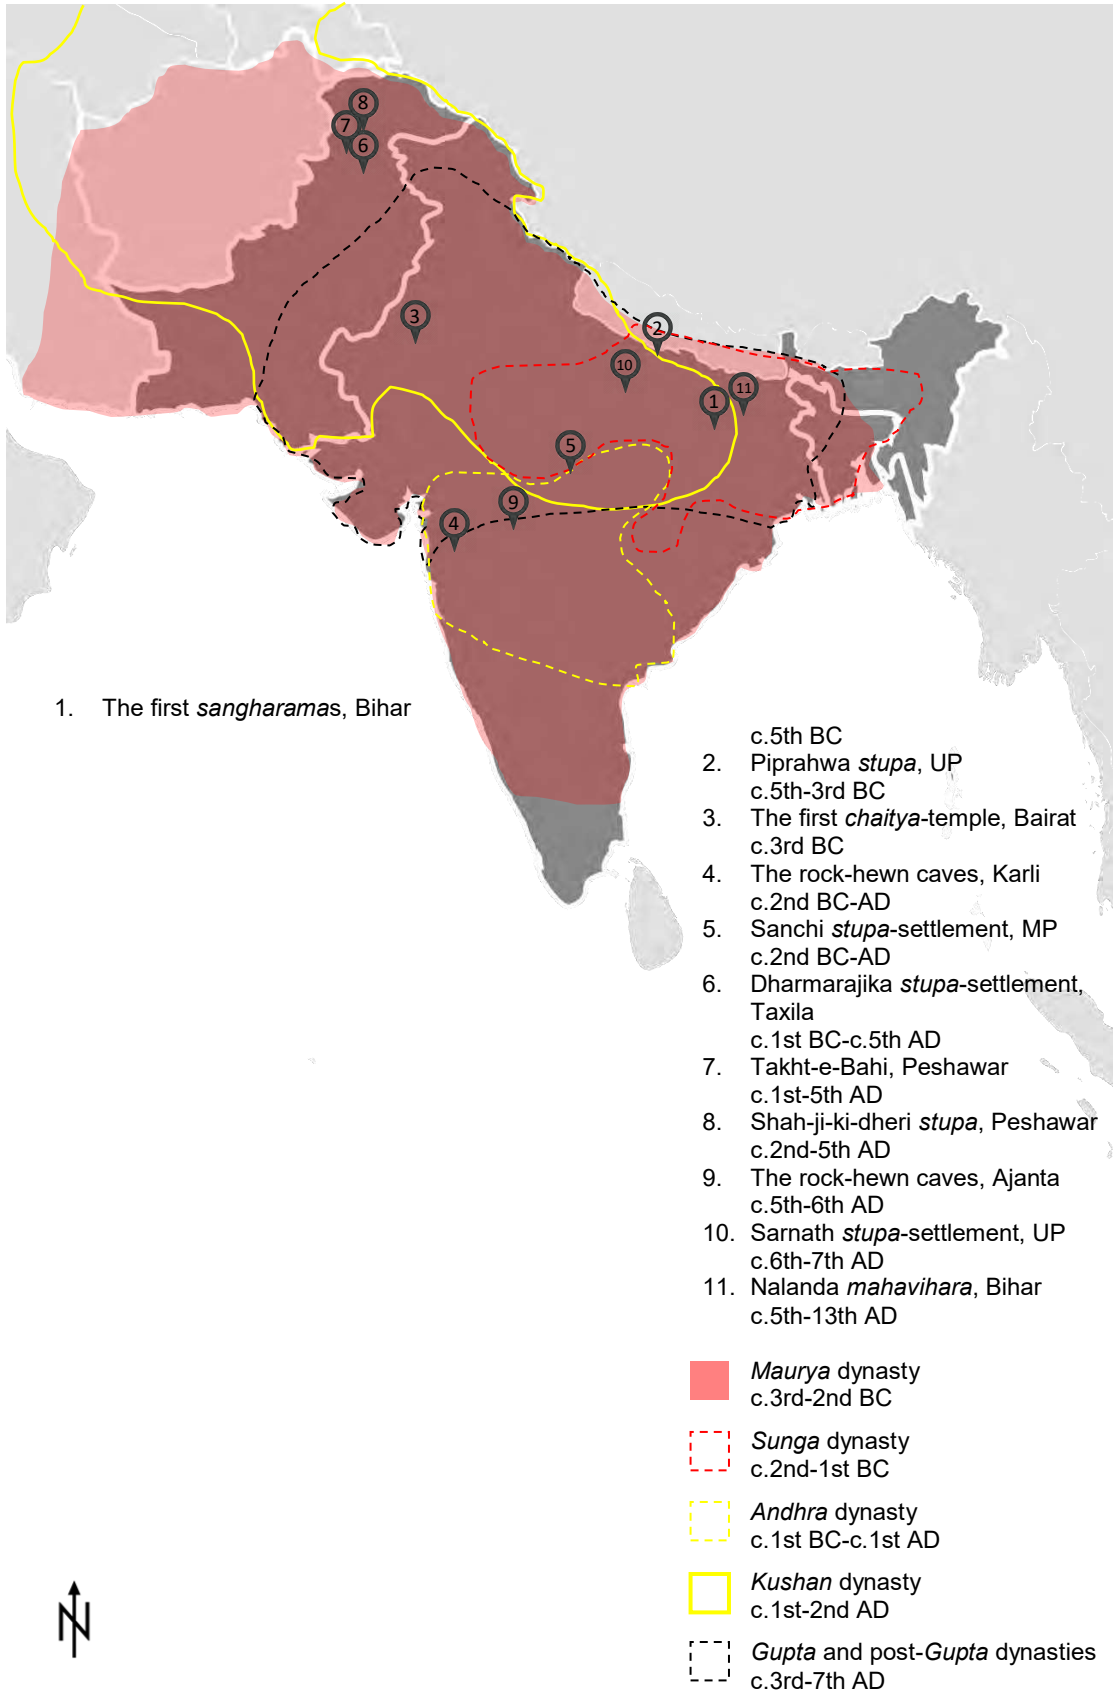 8
7
6
3
2
10
11
1
5
9
4
1. The first sangharamas, Bihar
c.5th BC
2. Piprahwa stupa, UP
c.5th-3rd BC
3. The first chaitya-temple, Bairat
c.3rd BC
4. The rock-hewn caves, Karli
c.2nd BC-AD
5. Sanchi stupa-settlement, MP
c.2nd BC-AD
6. Dharmarajika stupa-settlement,
Taxila
c.1st BC-c.5th AD
7. Takht-e-Bahi, Peshawar
c.1st-5th AD
8. Shah-ji-ki-dheri stupa, Peshawar
c.2nd-5th AD
9. The rock-hewn caves, Ajanta
c.5th-6th AD
10. Sarnath stupa-settlement, UP
c.6th-7th AD
11. Nalanda mahavihara, Bihar
c.5th-13th AD
Maurya dynasty
c.3rd-2nd BC
Sunga dynasty
c.2nd-1st BC
Andhra dynasty
c.1st BC-c.1st AD
Kushan dynasty
c.1st-2nd AD
Gupta and post-Gupta dynasties
c.3rd-7th AD
N